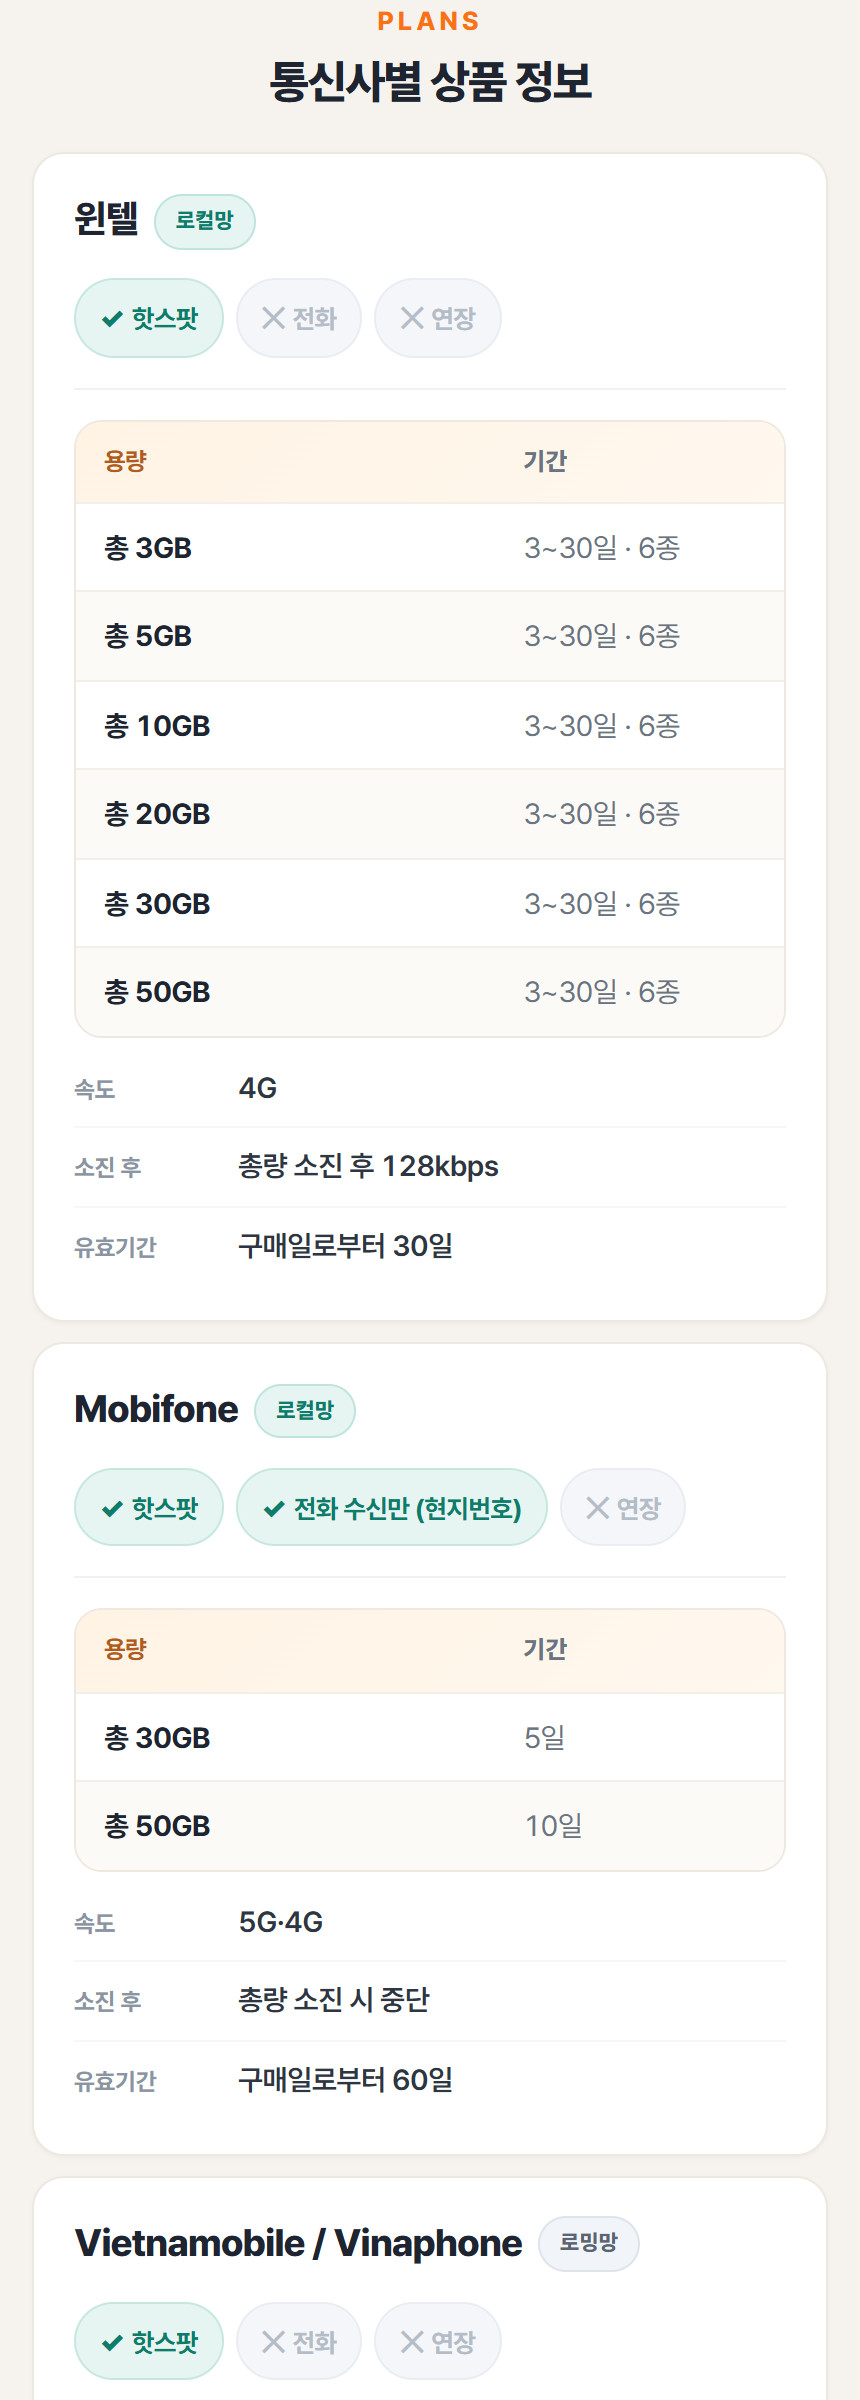 PLANS
통신사별 상품 정보
윈텔 로컬망
✓ 핫스팟 ✕ 전화 ✕ 연장
용량 기간
총 3GB 3~30일 · 6종
총 5GB 3~30일 · 6종
총 10GB 3~30일 · 6종
총 20GB 3~30일 · 6종
총 30GB 3~30일 · 6종
총 50GB 3~30일 · 6종
속도 4G
소진 후 총량 소진 후 128kbps
유효기간 구매일로부터 30일
Mobifone 로컬망
✓ 핫스팟 ✓ 전화 수신만 (현지번호) ✕ 연장
용량 기간
총 30GB 5일
총 50GB 10일
속도 5G·4G
소진 후 총량 소진 시 중단
유효기간 구매일로부터 60일
Vietnamobile / Vinaphone 로밍망
✓ 핫스팟 ✕ 전화 ✕ 연장